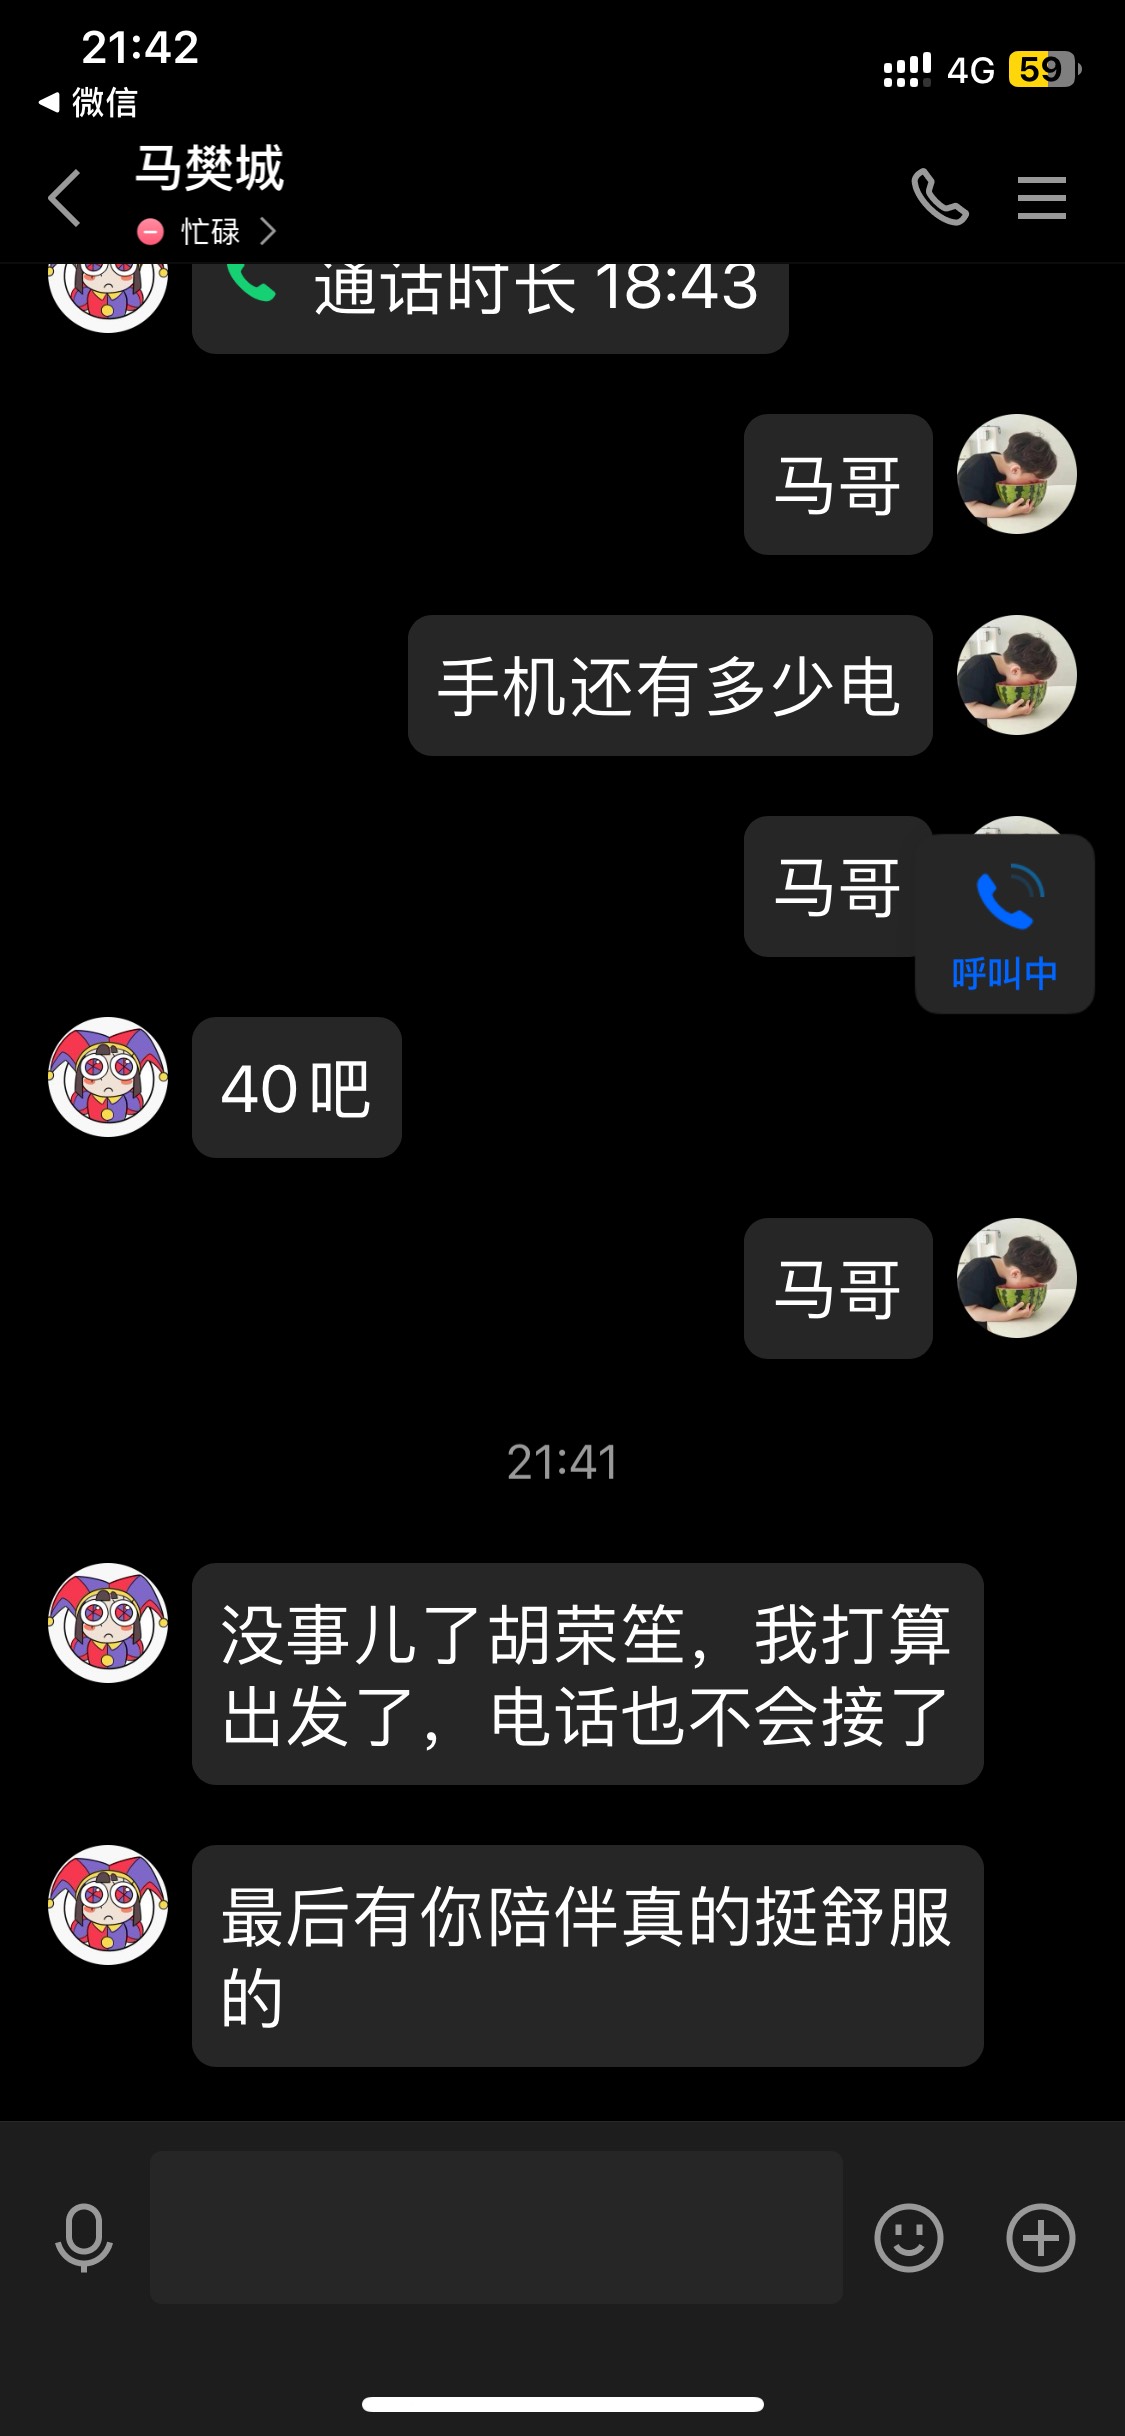 21:42
4G
59
微信
马樊城
忙碌
通话时长 18:43
马哥
手机还有多少电
马哥
呼叫中
40吧
马哥
21:41
没事儿了胡荣笙，我打算
出发了，电话也不会接了
最后有你陪伴真的挺舒服
的